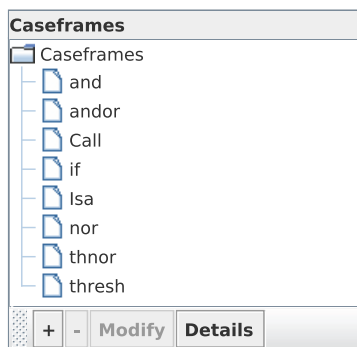 Caseframes
Caseframes
and
andor
Call
if
Isa
nor
thnor
thresh
+ - Modify Details